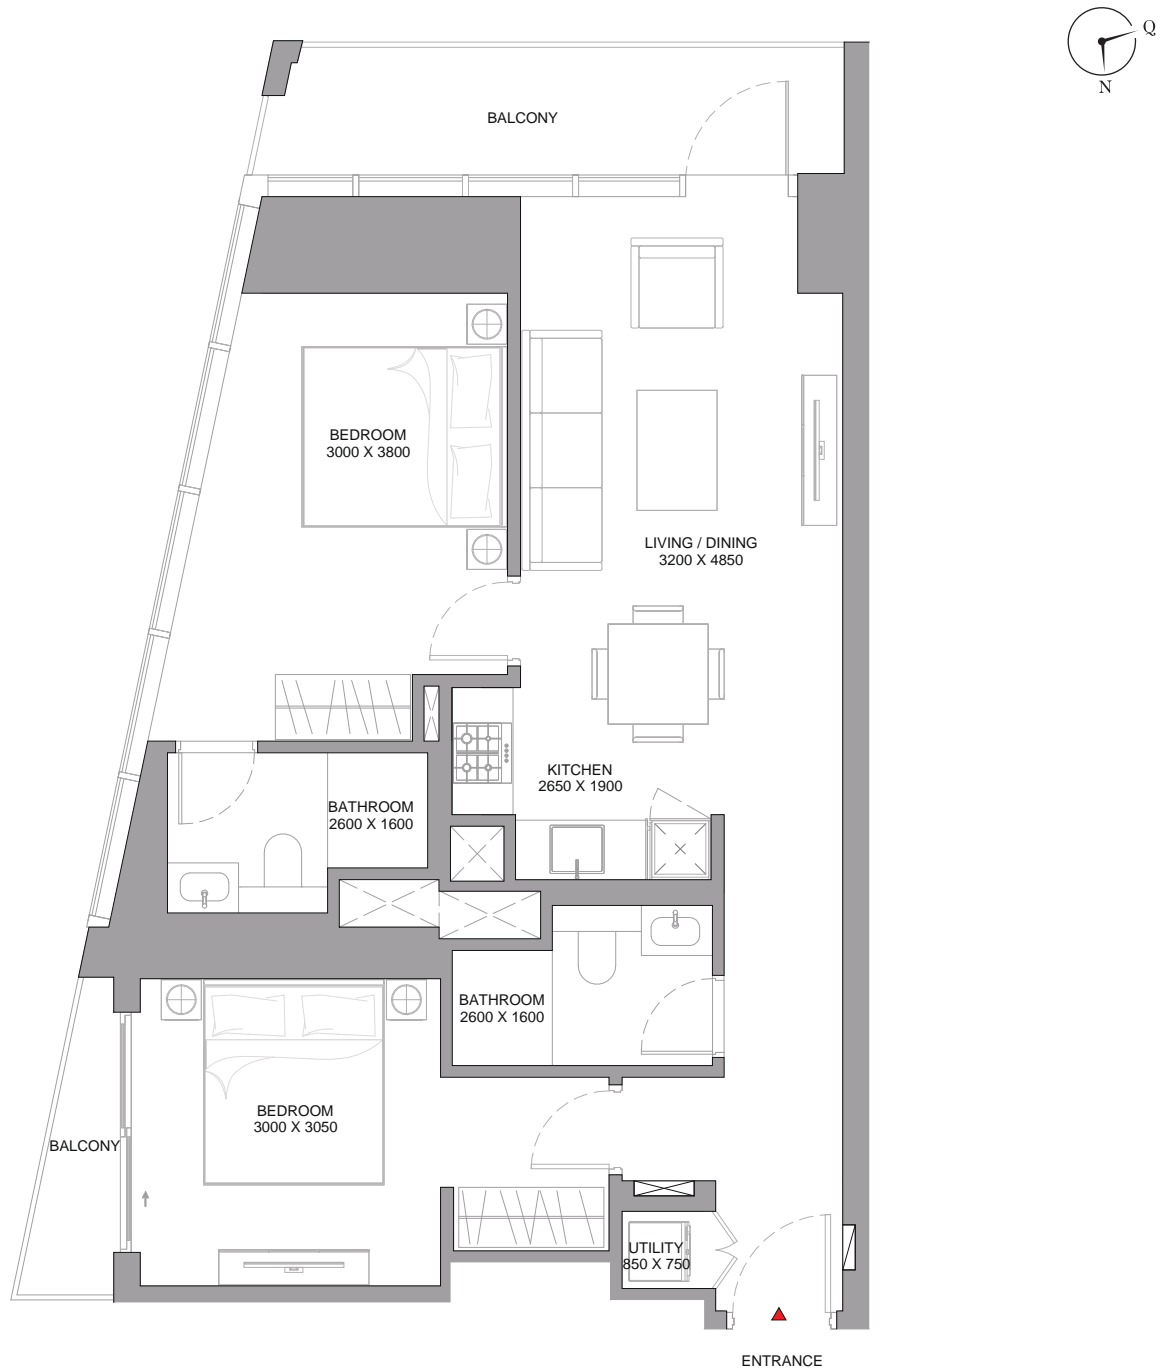 Q
N
BALCONY
BEDROOM
3000 X 3800
LIVING / DINING
3200 X 4850
KITCHEN
2650 X 1900
BATHROOM
2600 X 1600
BATHROOM
2600 X 1600
BEDROOM
3000 X 3050
BALCONY
UTILITY
850 X 750
ENTRANCE